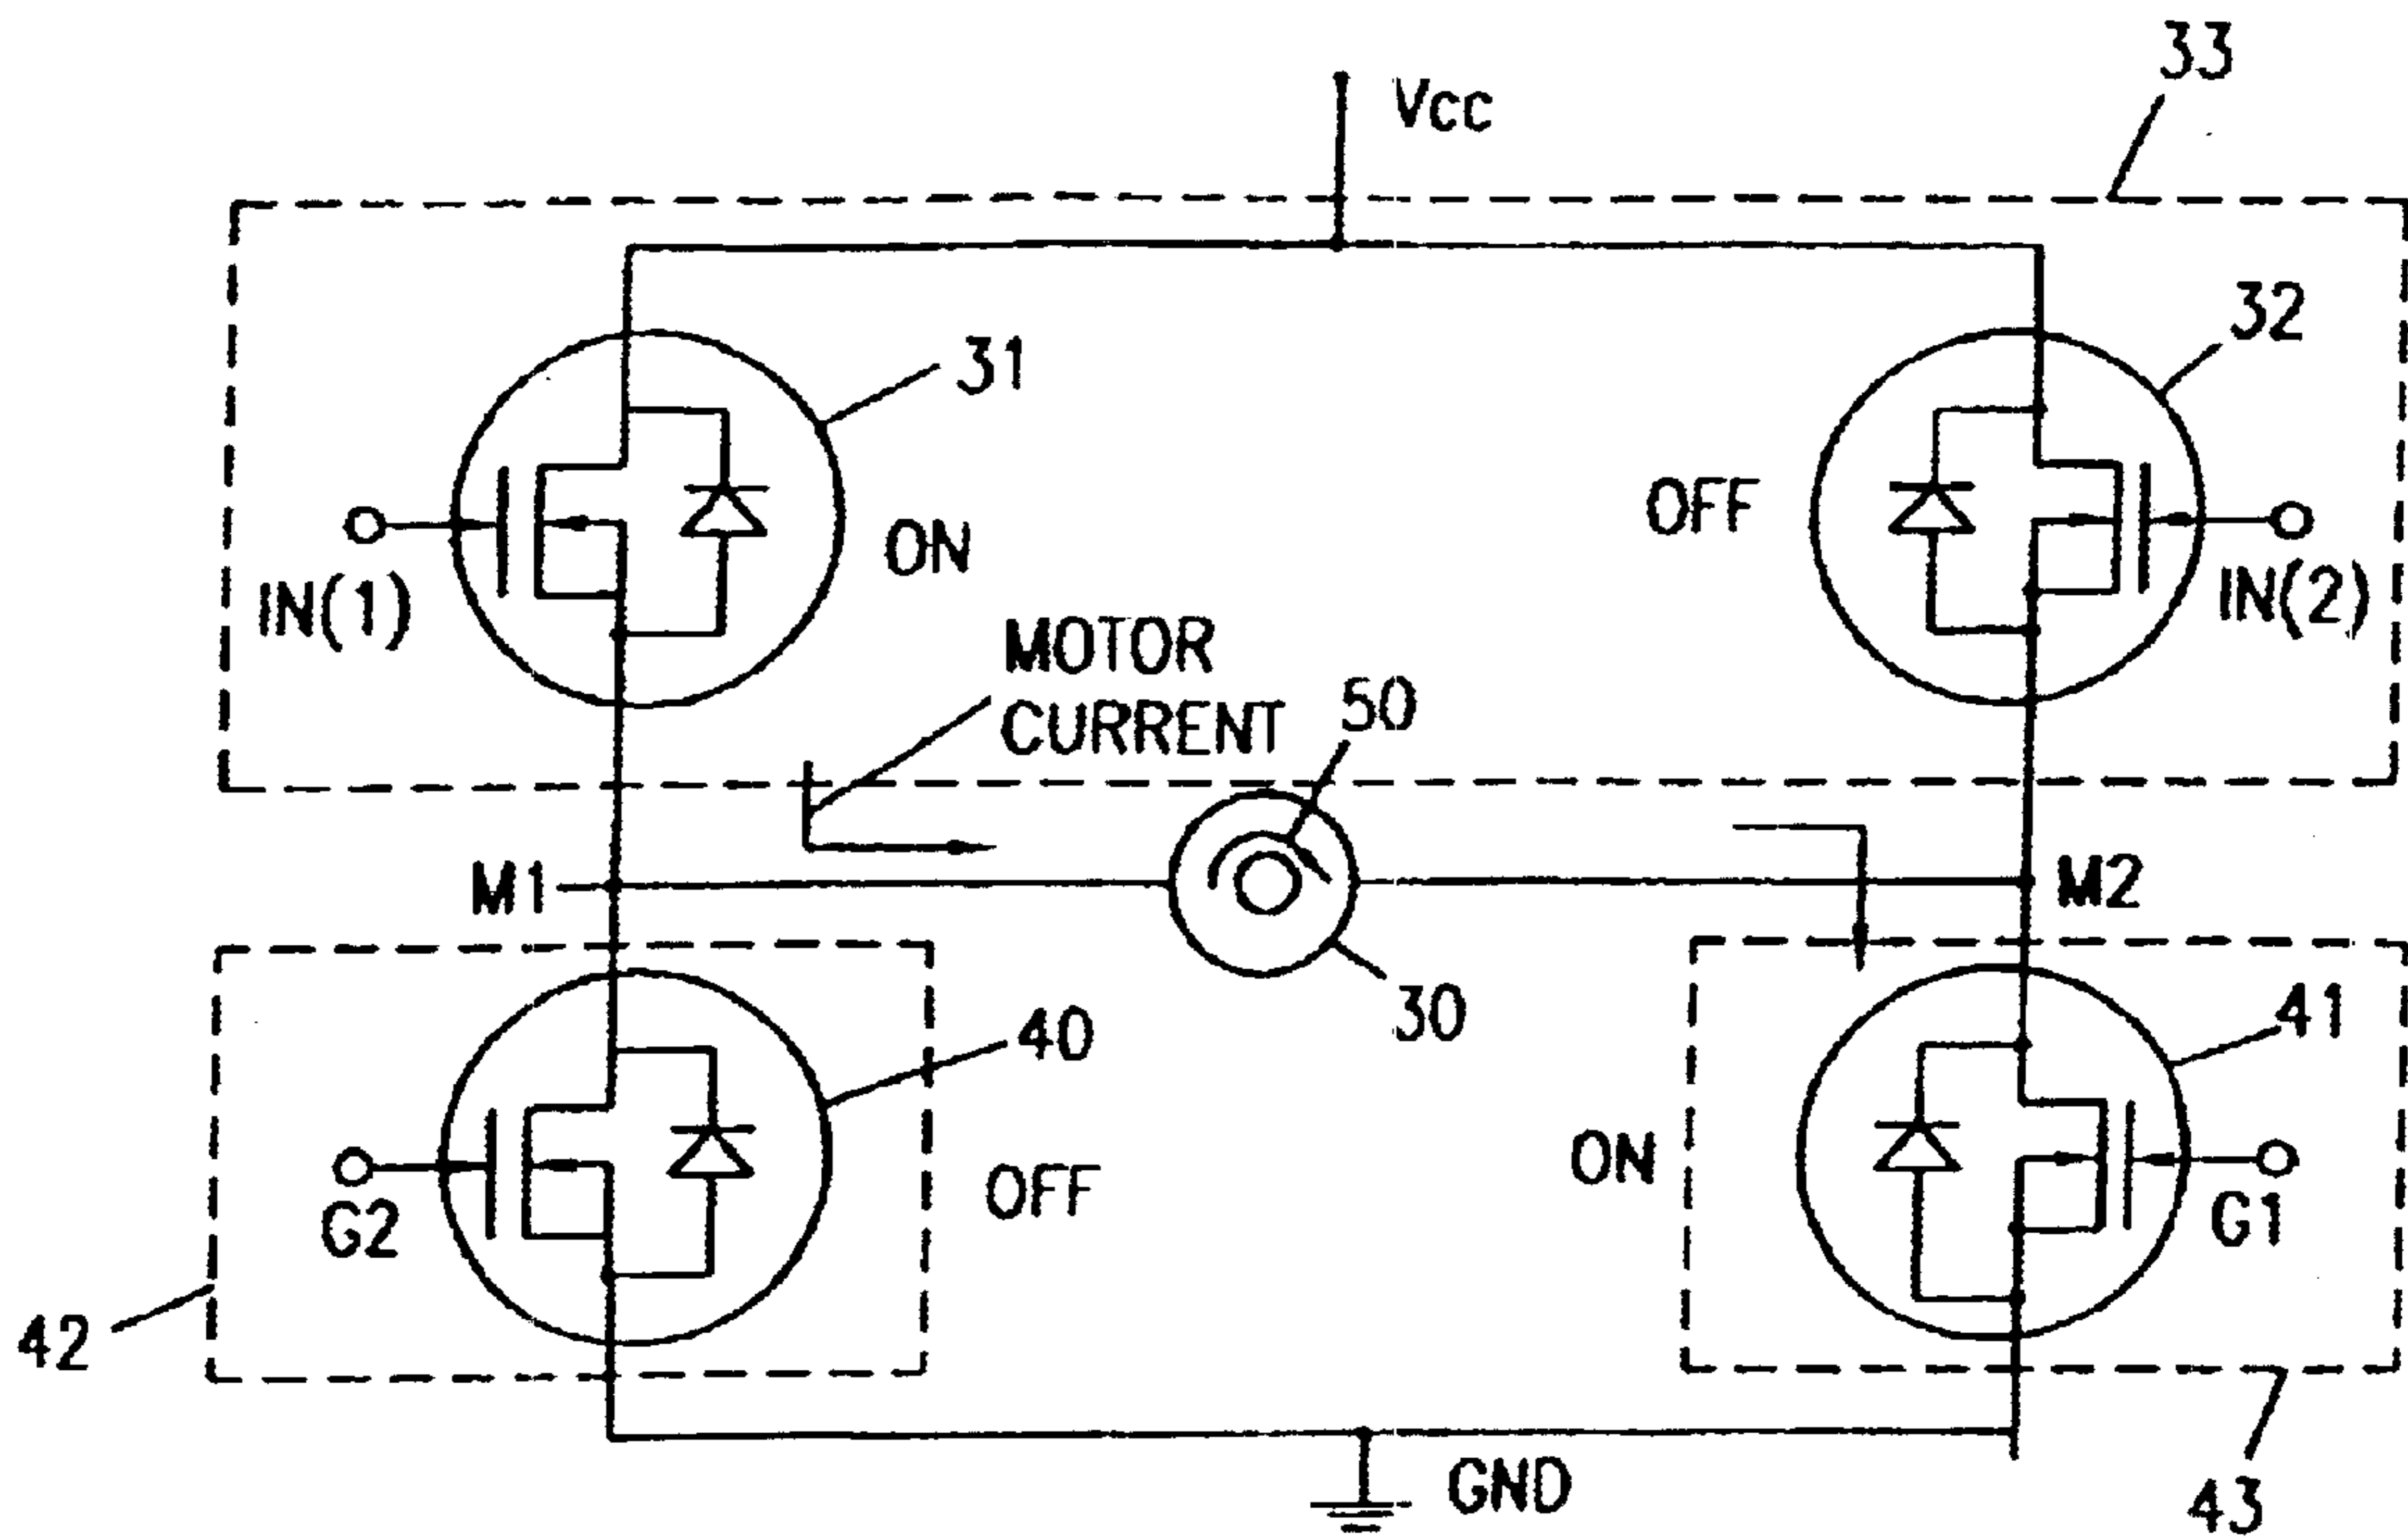 33
Vcc
32
31
OFF
ON
IN(1)
IN(2)
MOTOR
CURRENT
50
M1
M2
30
40
41
ON
OFF
G2
G1
42
GND
43